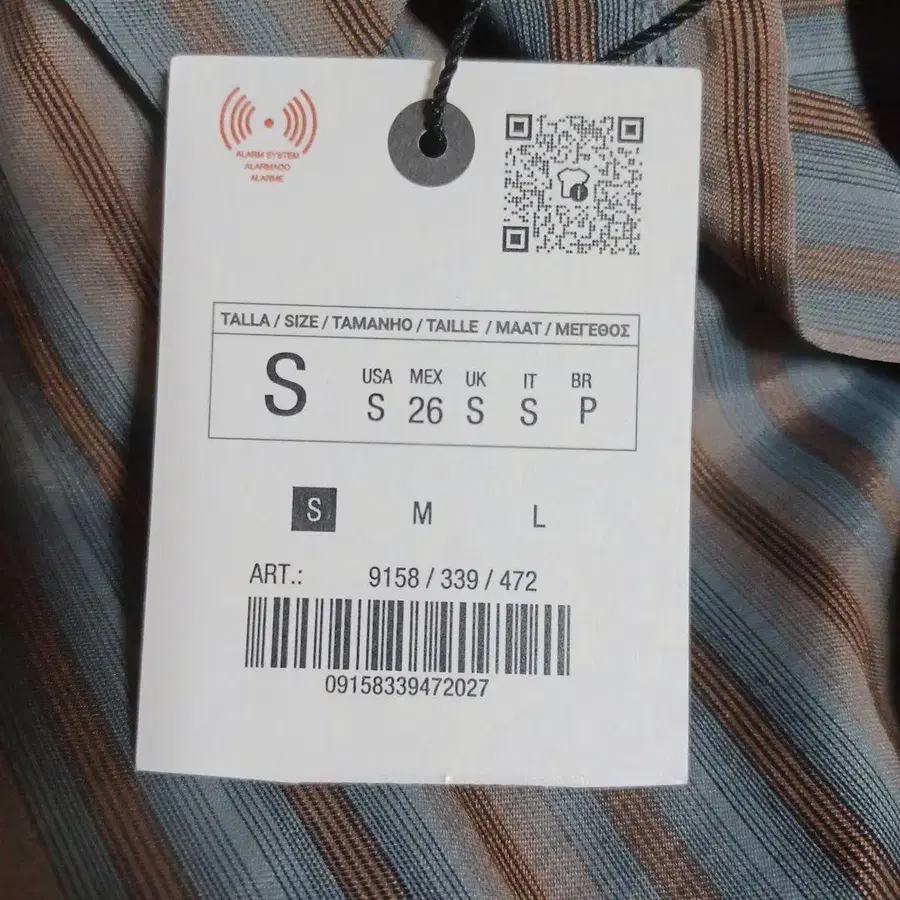 ALARM SYSTEM
ALARMADO
ALARME
TALLA / SIZE / TAMANHO / TAILLE / MAAT / ΜΕΓΕΘΟΣ
S
USA MEX UK IT BR
S 26 S S P
S M L
ART.: 9158 / 339 / 472
09158339472027